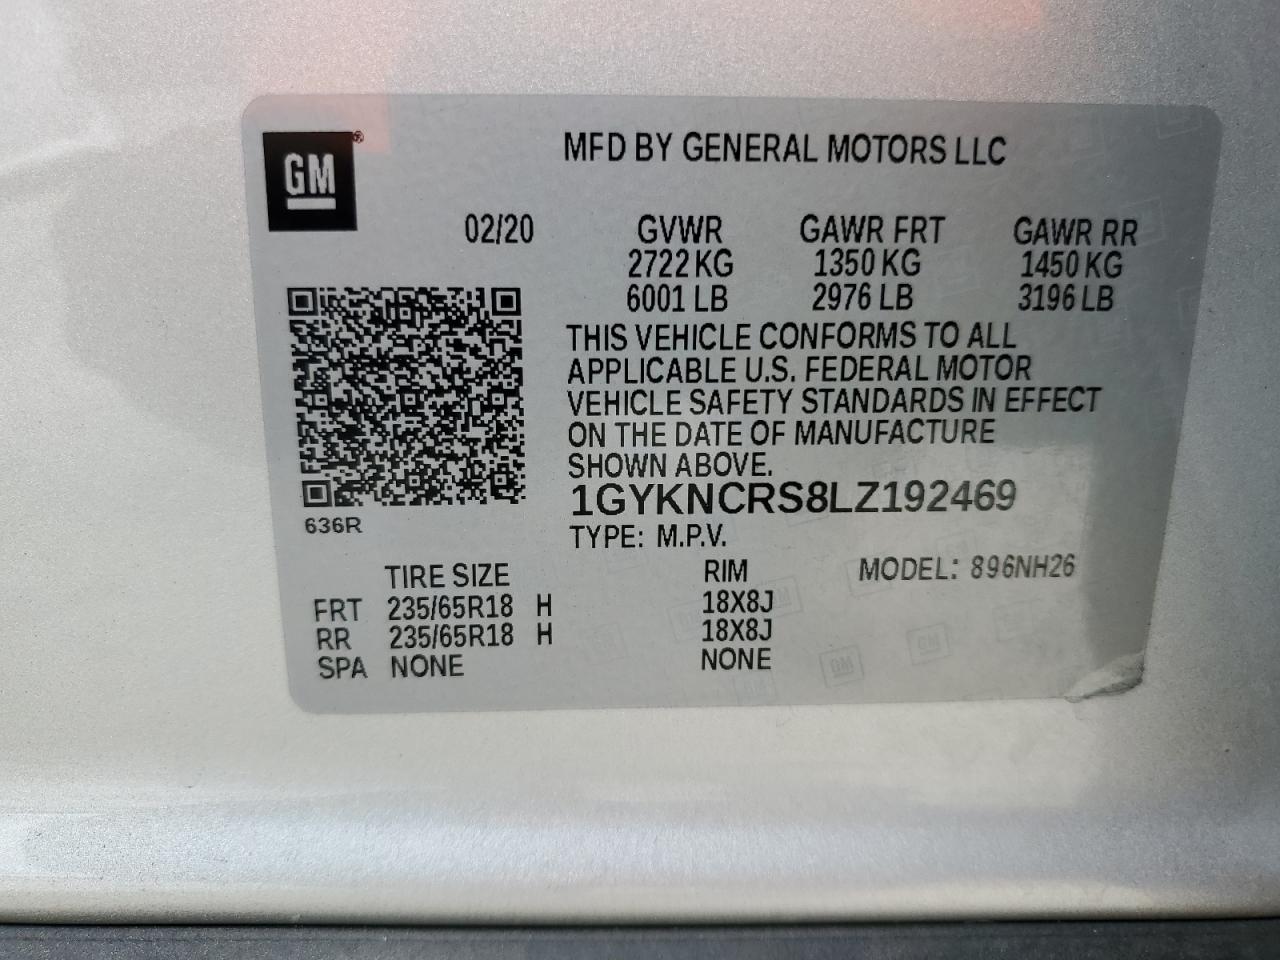 GM ®
MFD BY GENERAL MOTORS LLC
02/20 GVWR GAWR FRT GAWR RR
2722 KG 1350 KG 1450 KG
6001 LB 2976 LB 3196 LB
THIS VEHICLE CONFORMS TO ALL
APPLICABLE U.S. FEDERAL MOTOR
VEHICLE SAFETY STANDARDS IN EFFECT
ON THE DATE OF MANUFACTURE
SHOWN ABOVE.
1GYKNCRS8LZ192469
636R
TYPE: M.P.V.
TIRE SIZE RIM MODEL: 896NH26
FRT 235/65R18 H 18X8J
RR 235/65R18 H 18X8J
SPA NONE NONE
GM
GM